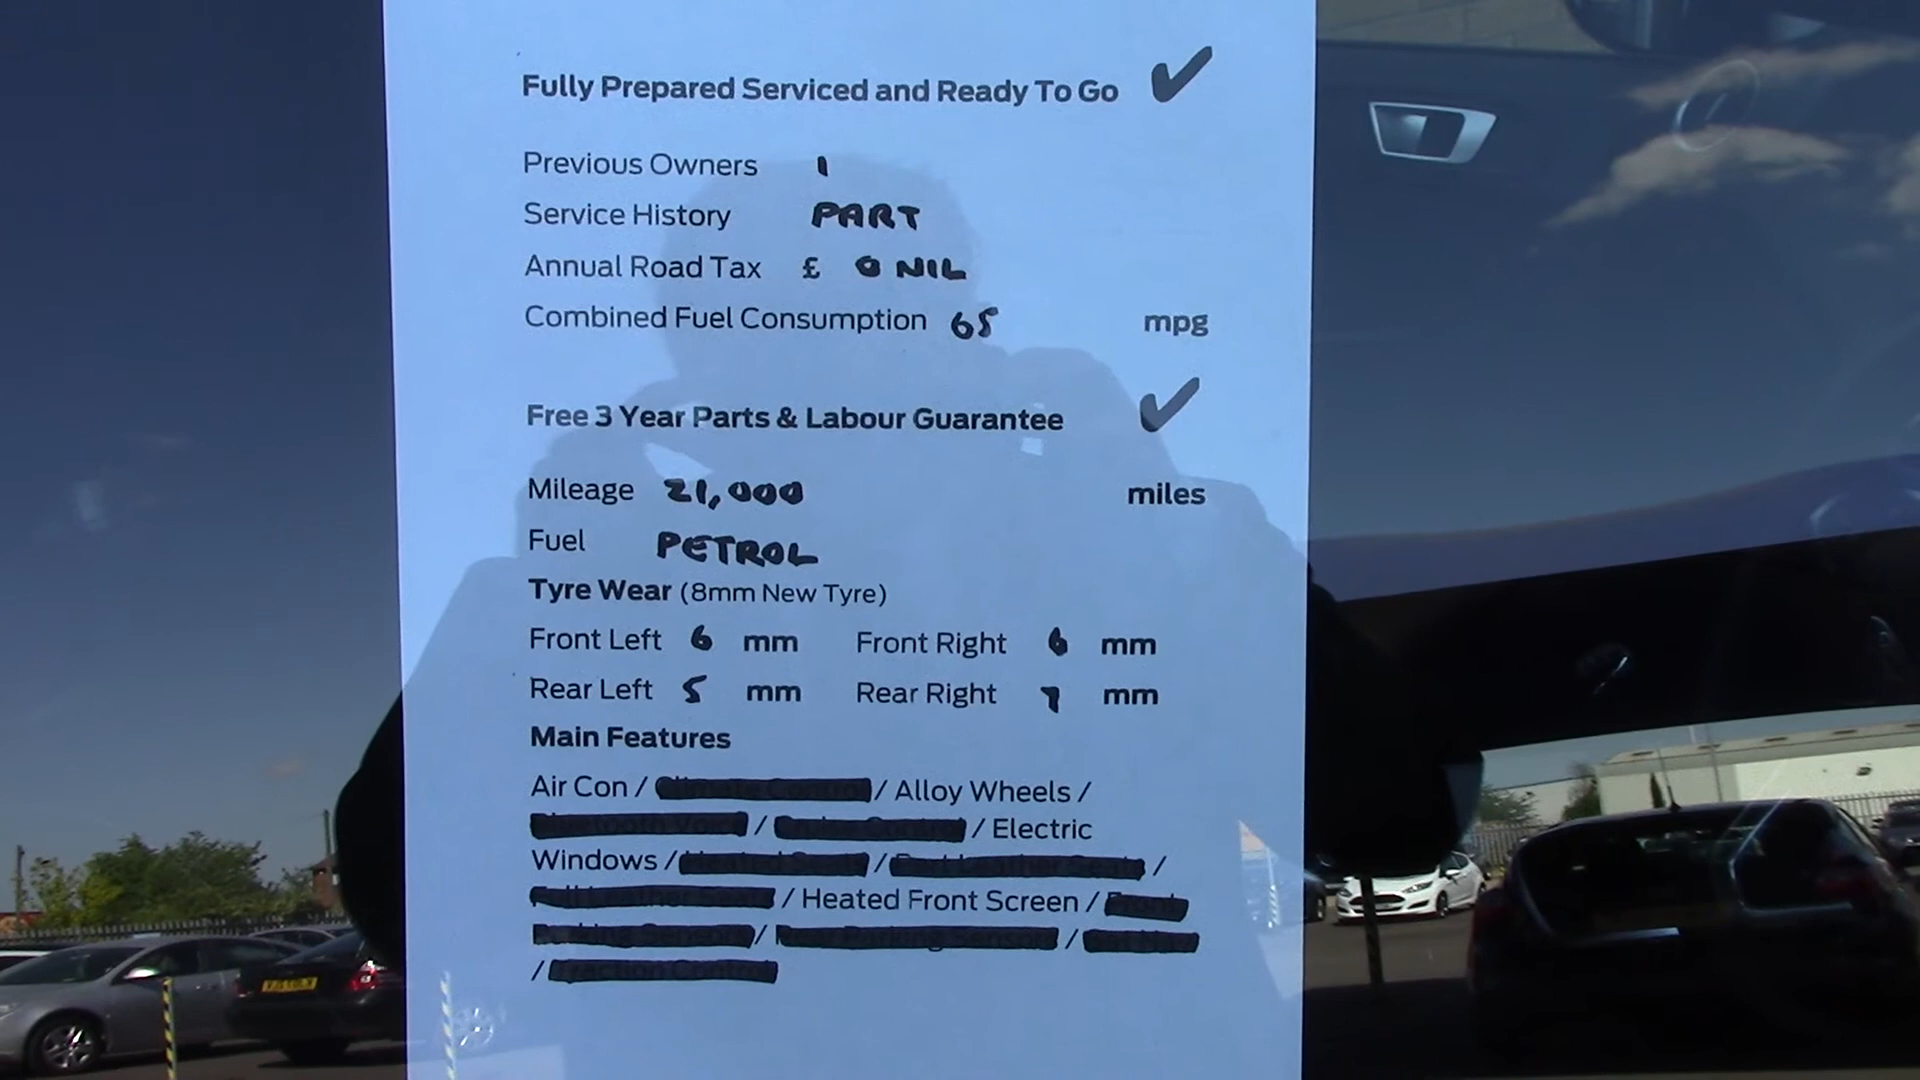 Fully Prepared Serviced and Ready To Go ✓
Previous Owners 1
Service History PART
Annual Road Tax £ 0 NIL
Combined Fuel Consumption 65 mpg
Free 3 Year Parts & Labour Guarantee ✓
Mileage 21,000 miles
Fuel PETROL
Tyre Wear (8mm New Tyre)
Front Left 6 mm Front Right 6 mm
Rear Left 5 mm Rear Right 7 mm
Main Features
Air Con / / Alloy Wheels /
/ / Electric
Windows / / /
/ Heated Front Screen /
/ /
/